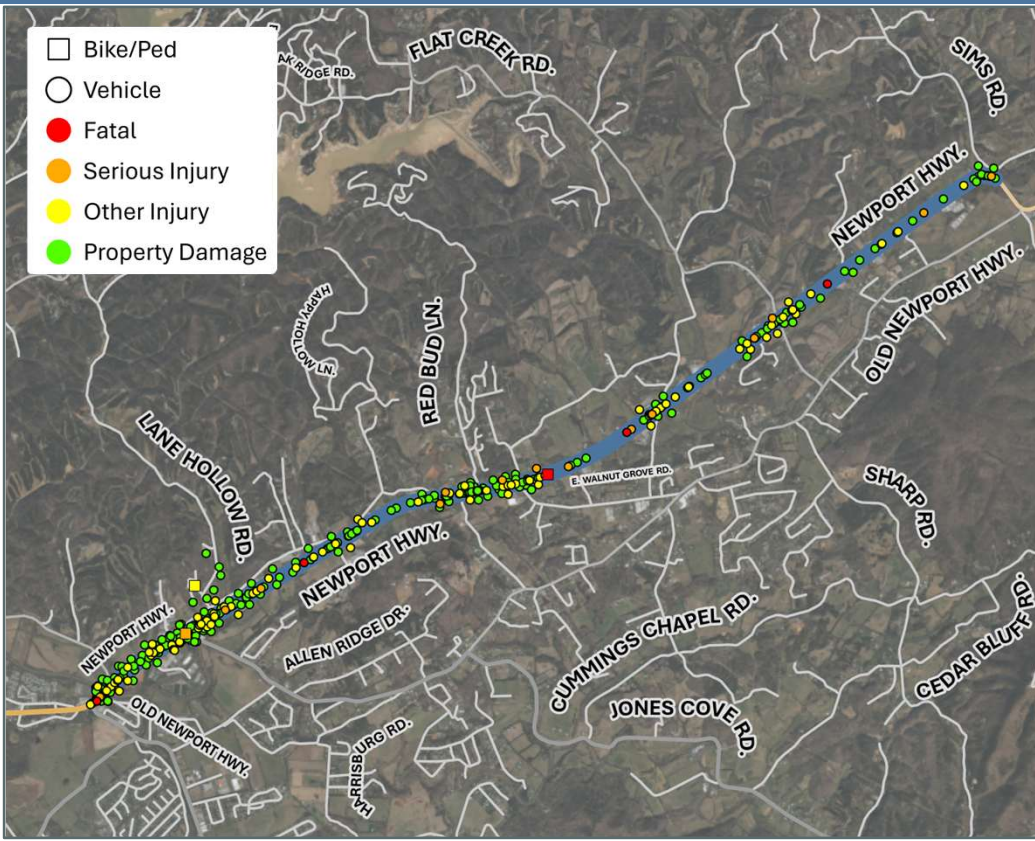 Bike/Ped
Vehicle
Fatal
Serious Injury
Other Injury
Property Damage
RIDGE RD.
FLAT CREEK RD.
SIMS RD.
NEWPORT HWY.
OLD NEWPORT HWY.
HAPPY HOLLOW LN.
RED BUD LN.
LANE HOLLOW RD.
E. WALNUT GROVE RD.
SHARP RD.
NEWPORT HWY.
NEWPORT HWY.
ALLEN RIDGE DR.
CUMMINGS CHAPEL RD.
CEDAR BLUFF RD.
OLD NEWPORT HWY.
HARRISBURG RD.
JONES COVE RD.